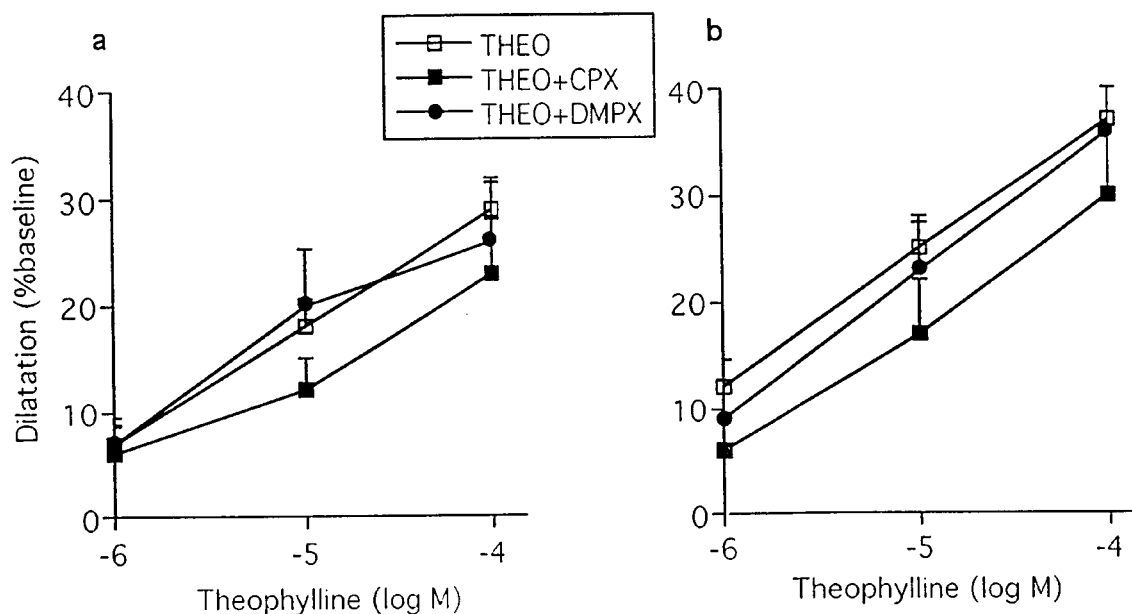 a
THEO
THEO+CPX
THEO+DMPX
b
Dilatation (%baseline)
40
30
20
10
0
-6
-5
-4
Theophylline (log M)
40
30
20
10
0
-6
-5
-4
Theophylline (log M)